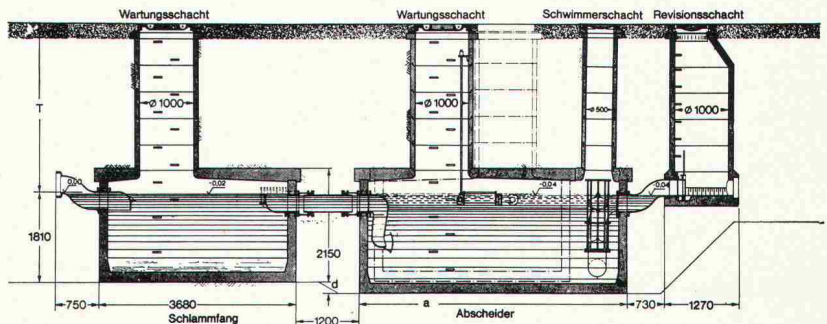 Wartungsschacht Wartungsschacht Schwimmerschacht Revisionsschacht
T
ø 1000 ø 1000 ø 500 ø 1000
0,00 -0,02 -0,04 -0,04
1810 2150
d
750 3680 a 730 1270
Schlammfang 1200 Abscheider